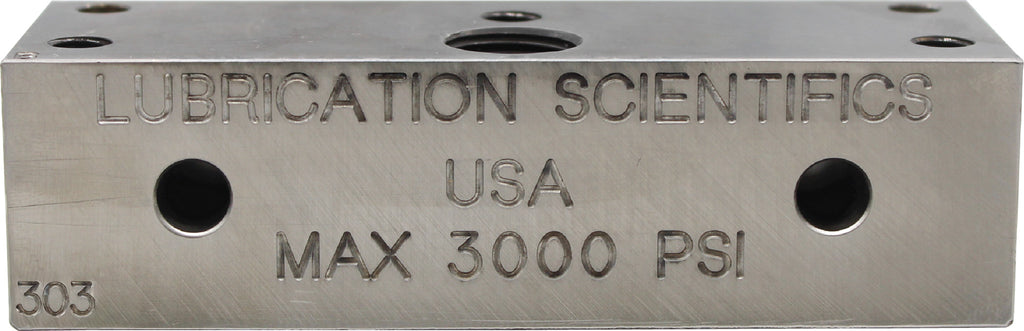 LUBRICATION SCIENTIFICS
USA
MAX 3000 PSI
303